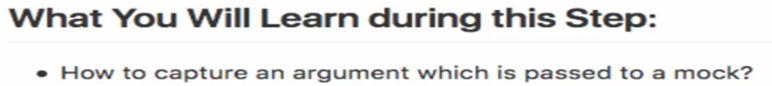 What You Will Learn during this Step:
• How to capture an argument which is passed to a mock?